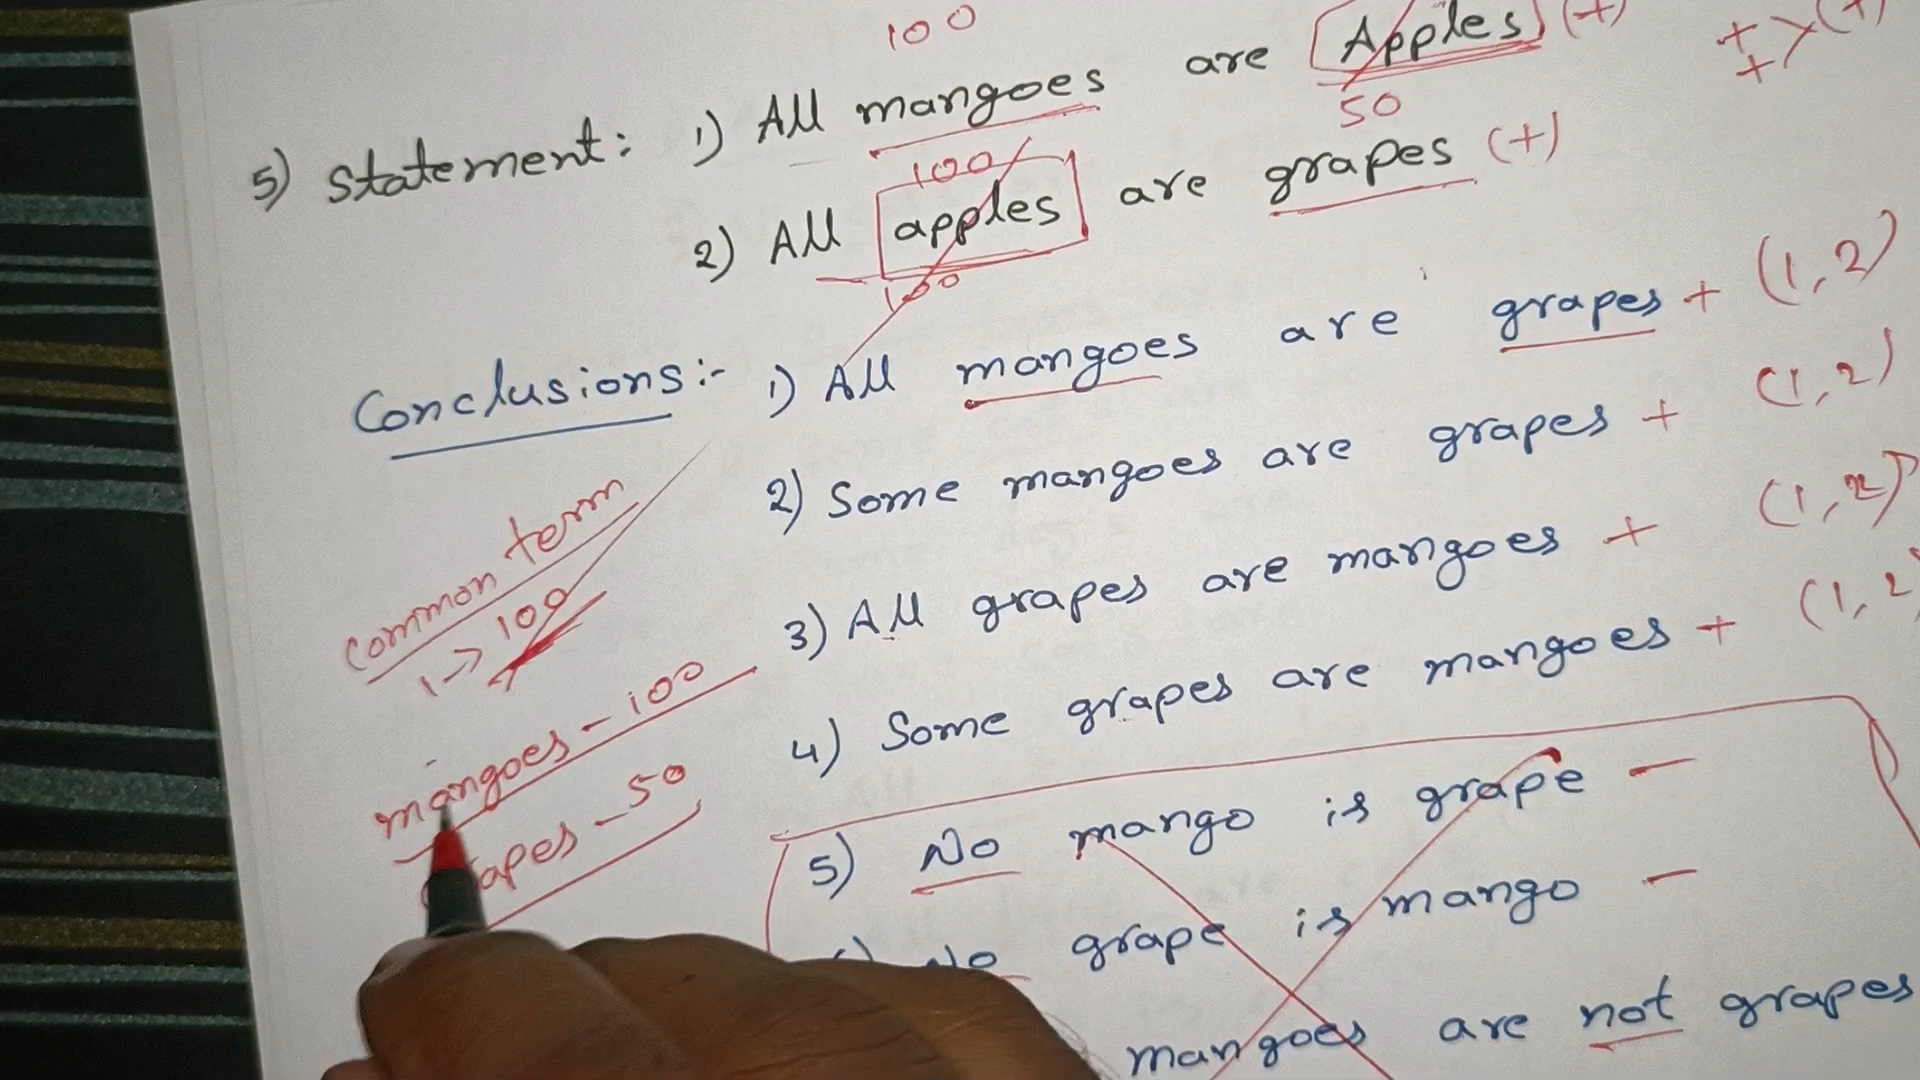 100
5) Statement: 1) All mangoes are Apples (+)
50
+ + > (+)
100
2) All apples are grapes (+)
100
Conclusions:- 1) All mangoes are grapes + (1,2)
2) Some mangoes are grapes + (1,2)
3) All grapes are mangoes + (1,2)
4) Some grapes are mangoes + (1,2
common term
1 -> 100
mangoes - 100
apes - 50
5) No mango is grape -
No grape is mango -
mangoes are not grapes